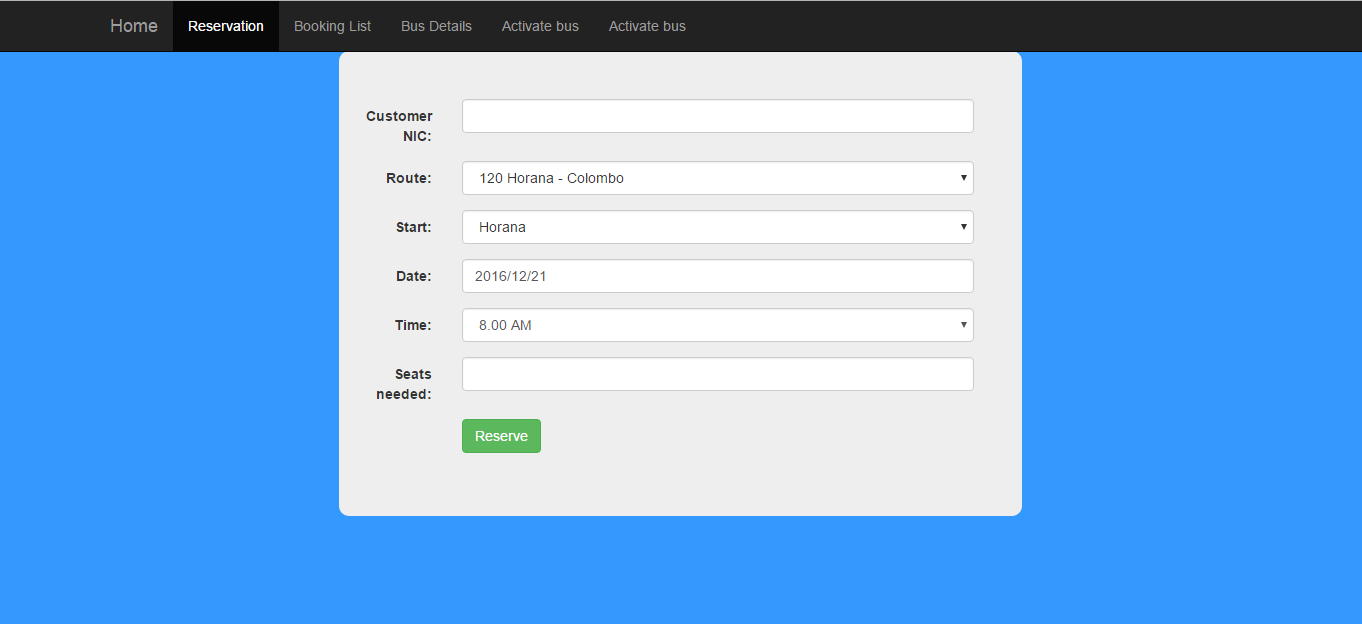 Home Reservation Booking List Bus Details Activate bus Activate bus
Customer
NIC:
Route: 120 Horana - Colombo
Start: Horana
Date: 2016/12/21
Time: 8.00 AM
Seats
needed:
Reserve